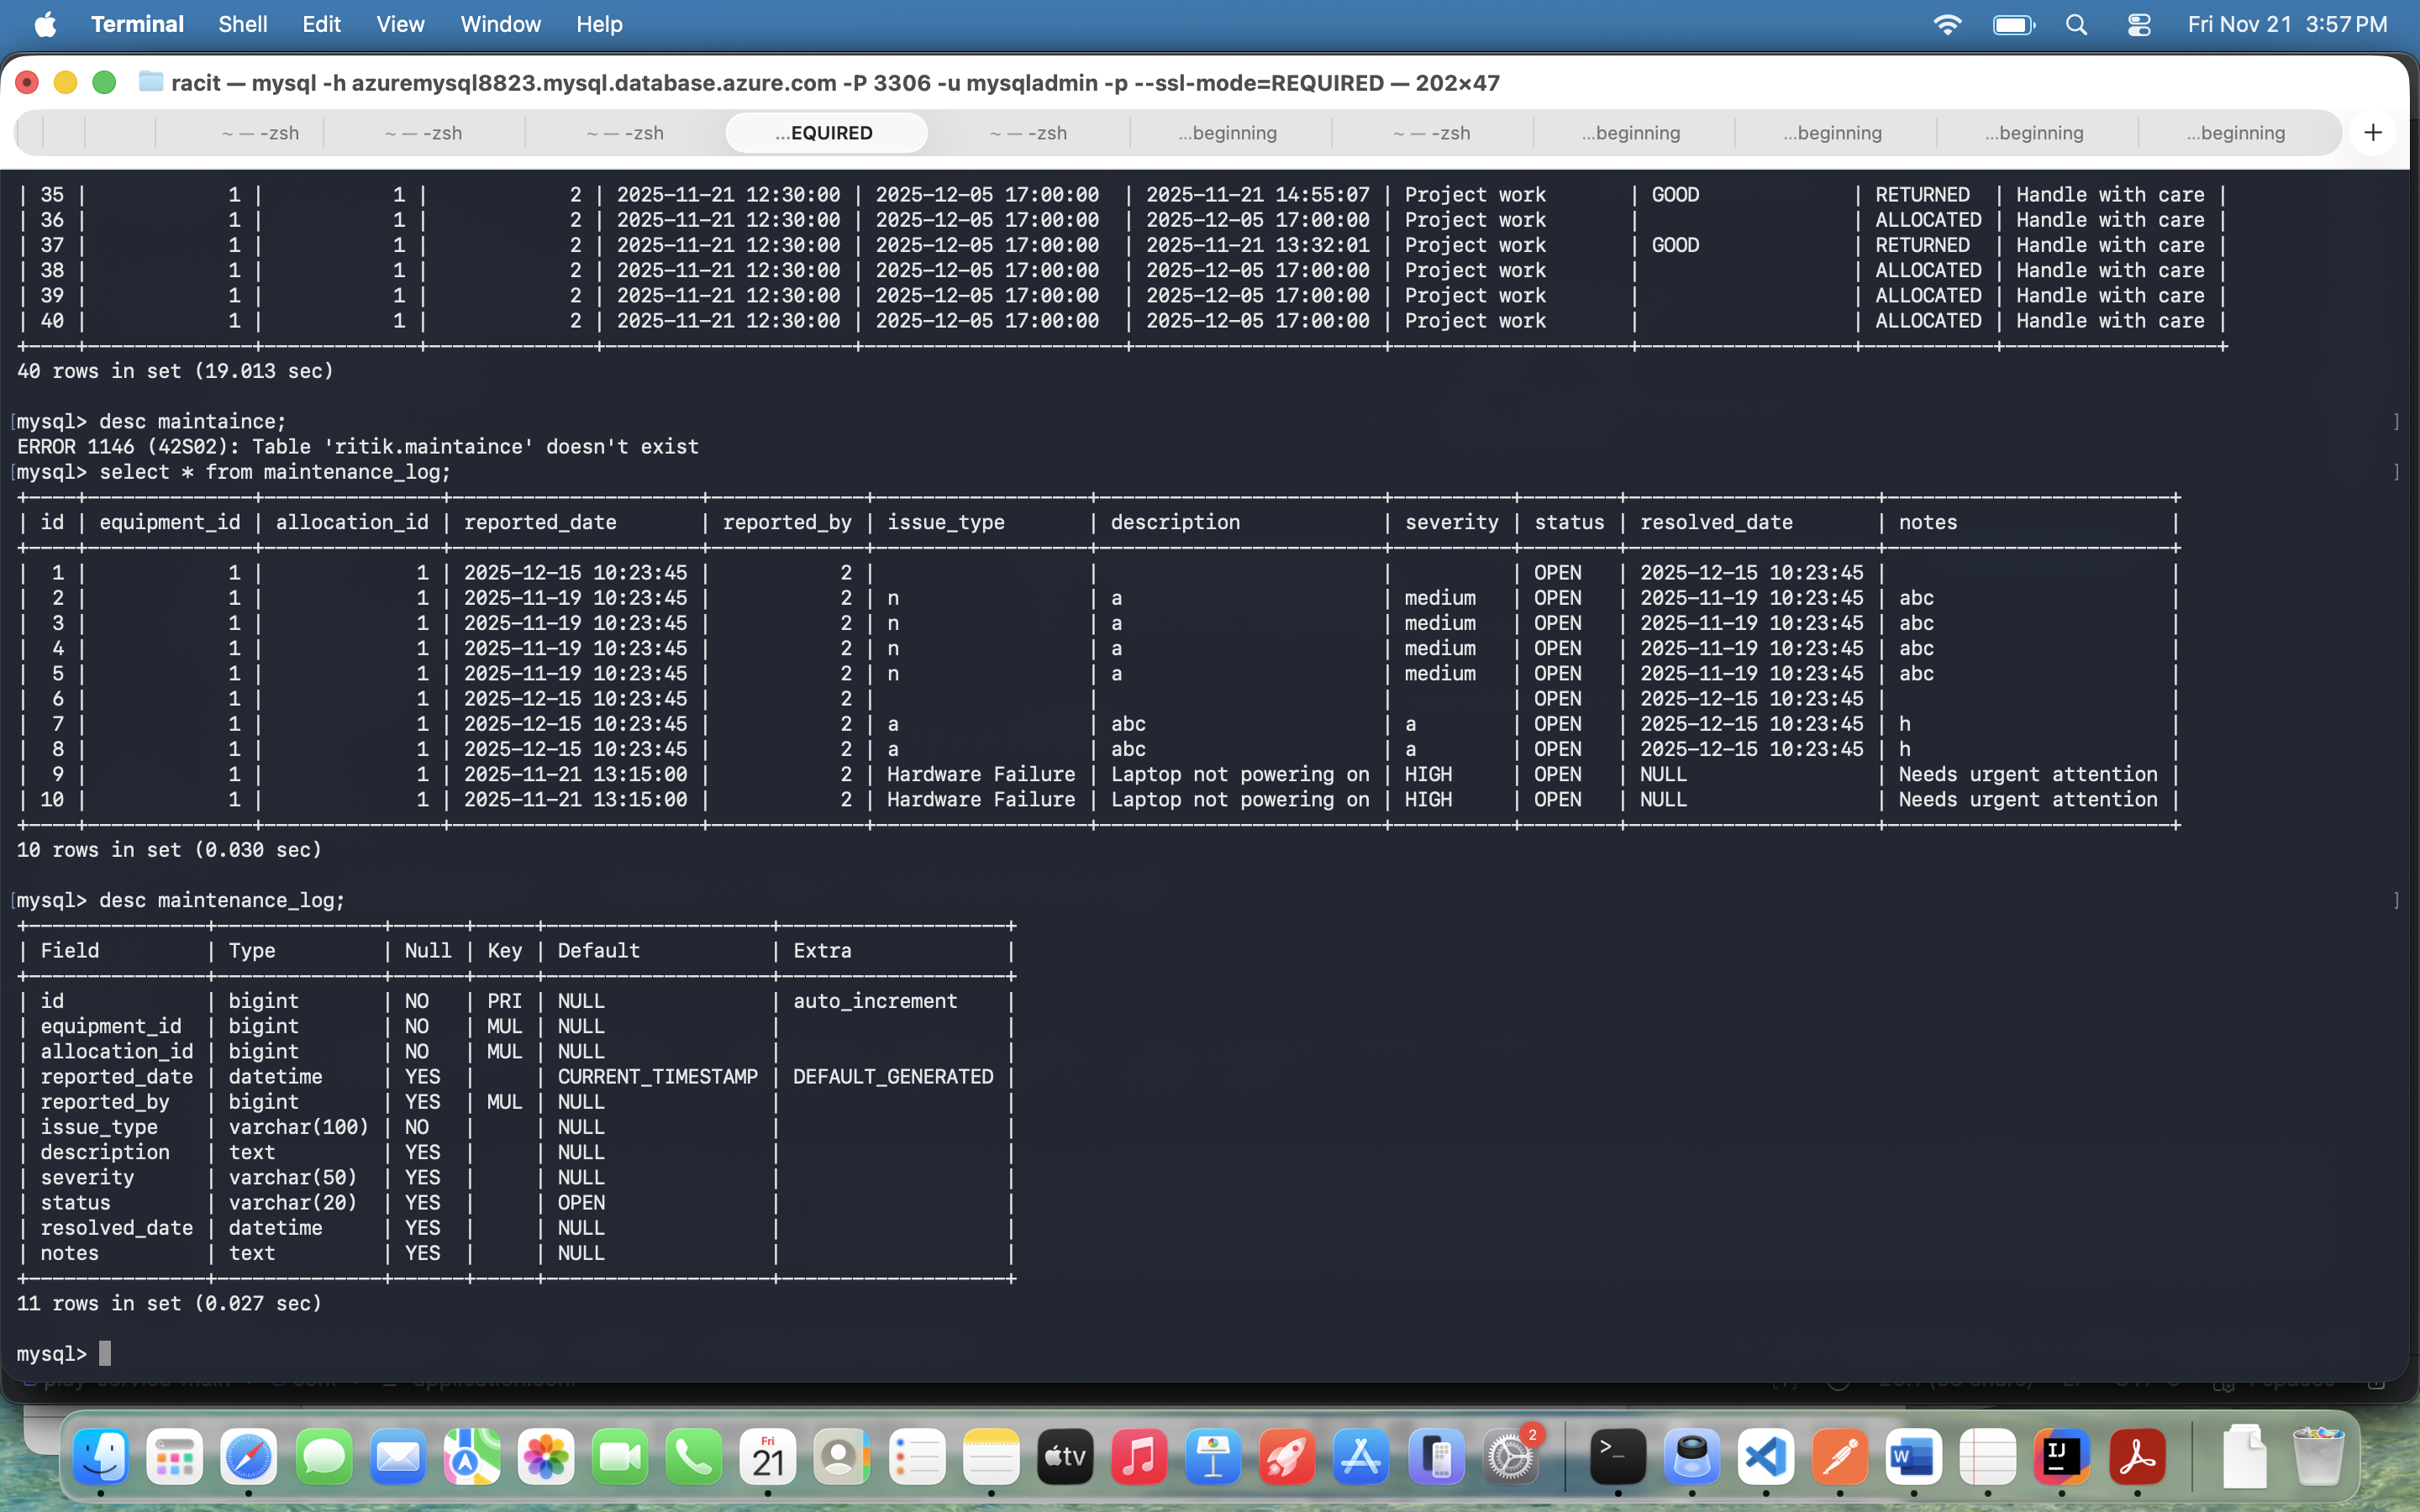 Terminal Shell Edit View Window Help Fri Nov 21 3:57 PM
racit — mysql -h azuremysql8823.mysql.database.azure.com -P 3306 -u mysqladmin -p --ssl-mode=REQUIRED — 202×47
~ — -zsh ~ — -zsh ~ — -zsh ...EQUIRED ~ — -zsh ...beginning ~ — -zsh ...beginning ...beginning ...beginning ...beginning +
| 35 | 1 | 1 | 2 | 2025-11-21 12:30:00 | 2025-12-05 17:00:00 | 2025-11-21 14:55:07 | Project work | GOOD | RETURNED | Handle with care |
| 36 | 1 | 1 | 2 | 2025-11-21 12:30:00 | 2025-12-05 17:00:00 | 2025-12-05 17:00:00 | Project work | | ALLOCATED | Handle with care |
| 37 | 1 | 1 | 2 | 2025-11-21 12:30:00 | 2025-12-05 17:00:00 | 2025-11-21 13:32:01 | Project work | GOOD | RETURNED | Handle with care |
| 38 | 1 | 1 | 2 | 2025-11-21 12:30:00 | 2025-12-05 17:00:00 | 2025-12-05 17:00:00 | Project work | | ALLOCATED | Handle with care |
| 39 | 1 | 1 | 2 | 2025-11-21 12:30:00 | 2025-12-05 17:00:00 | 2025-12-05 17:00:00 | Project work | | ALLOCATED | Handle with care |
| 40 | 1 | 1 | 2 | 2025-11-21 12:30:00 | 2025-12-05 17:00:00 | 2025-12-05 17:00:00 | Project work | | ALLOCATED | Handle with care |
40 rows in set (19.013 sec)
[mysql> desc maintaince; ]
ERROR 1146 (42S02): Table 'ritik.maintaince' doesn't exist
[mysql> select * from maintenance_log; ]
| id | equipment_id | allocation_id | reported_date | reported_by | issue_type | description | severity | status | resolved_date | notes |
| 1 | 1 | 1 | 2025-12-15 10:23:45 | 2 | | | | OPEN | 2025-12-15 10:23:45 | |
| 2 | 1 | 1 | 2025-11-19 10:23:45 | 2 | n | a | medium | OPEN | 2025-11-19 10:23:45 | abc |
| 3 | 1 | 1 | 2025-11-19 10:23:45 | 2 | n | a | medium | OPEN | 2025-11-19 10:23:45 | abc |
| 4 | 1 | 1 | 2025-11-19 10:23:45 | 2 | n | a | medium | OPEN | 2025-11-19 10:23:45 | abc |
| 5 | 1 | 1 | 2025-11-19 10:23:45 | 2 | n | a | medium | OPEN | 2025-11-19 10:23:45 | abc |
| 6 | 1 | 1 | 2025-12-15 10:23:45 | 2 | | | | OPEN | 2025-12-15 10:23:45 | |
| 7 | 1 | 1 | 2025-12-15 10:23:45 | 2 | a | abc | a | OPEN | 2025-12-15 10:23:45 | h |
| 8 | 1 | 1 | 2025-12-15 10:23:45 | 2 | a | abc | a | OPEN | 2025-12-15 10:23:45 | h |
| 9 | 1 | 1 | 2025-11-21 13:15:00 | 2 | Hardware Failure | Laptop not powering on | HIGH | OPEN | NULL | Needs urgent attention |
| 10 | 1 | 1 | 2025-11-21 13:15:00 | 2 | Hardware Failure | Laptop not powering on | HIGH | OPEN | NULL | Needs urgent attention |
10 rows in set (0.030 sec)
[mysql> desc maintenance_log; ]
| Field | Type | Null | Key | Default | Extra |
| id | bigint | NO | PRI | NULL | auto_increment |
| equipment_id | bigint | NO | MUL | NULL | |
| allocation_id | bigint | NO | MUL | NULL | |
| reported_date | datetime | YES | | CURRENT_TIMESTAMP | DEFAULT_GENERATED |
| reported_by | bigint | YES | MUL | NULL | |
| issue_type | varchar(100) | NO | | NULL | |
| description | text | YES | | NULL | |
| severity | varchar(50) | YES | | NULL | |
| status | varchar(20) | YES | | OPEN | |
| resolved_date | datetime | YES | | NULL | |
| notes | text | YES | | NULL | |
11 rows in set (0.027 sec)
mysql>
Fri
21
tv
2
>_
W
IJ